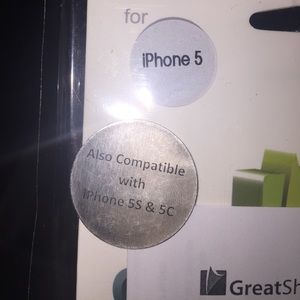 for
iPhone 5
Also Compatible
with
iPhone 5S & 5C
GreatSh